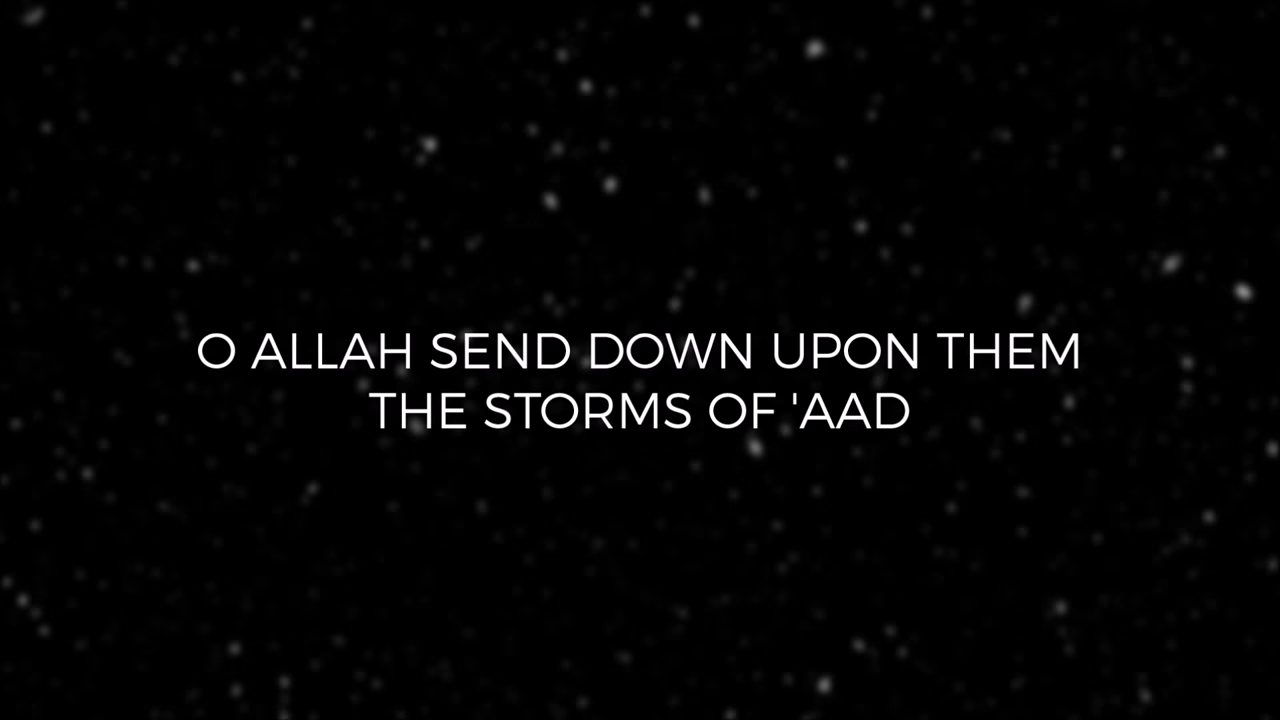 O ALLAH SEND DOWN UPON THEM
THE STORMS OF 'AAD